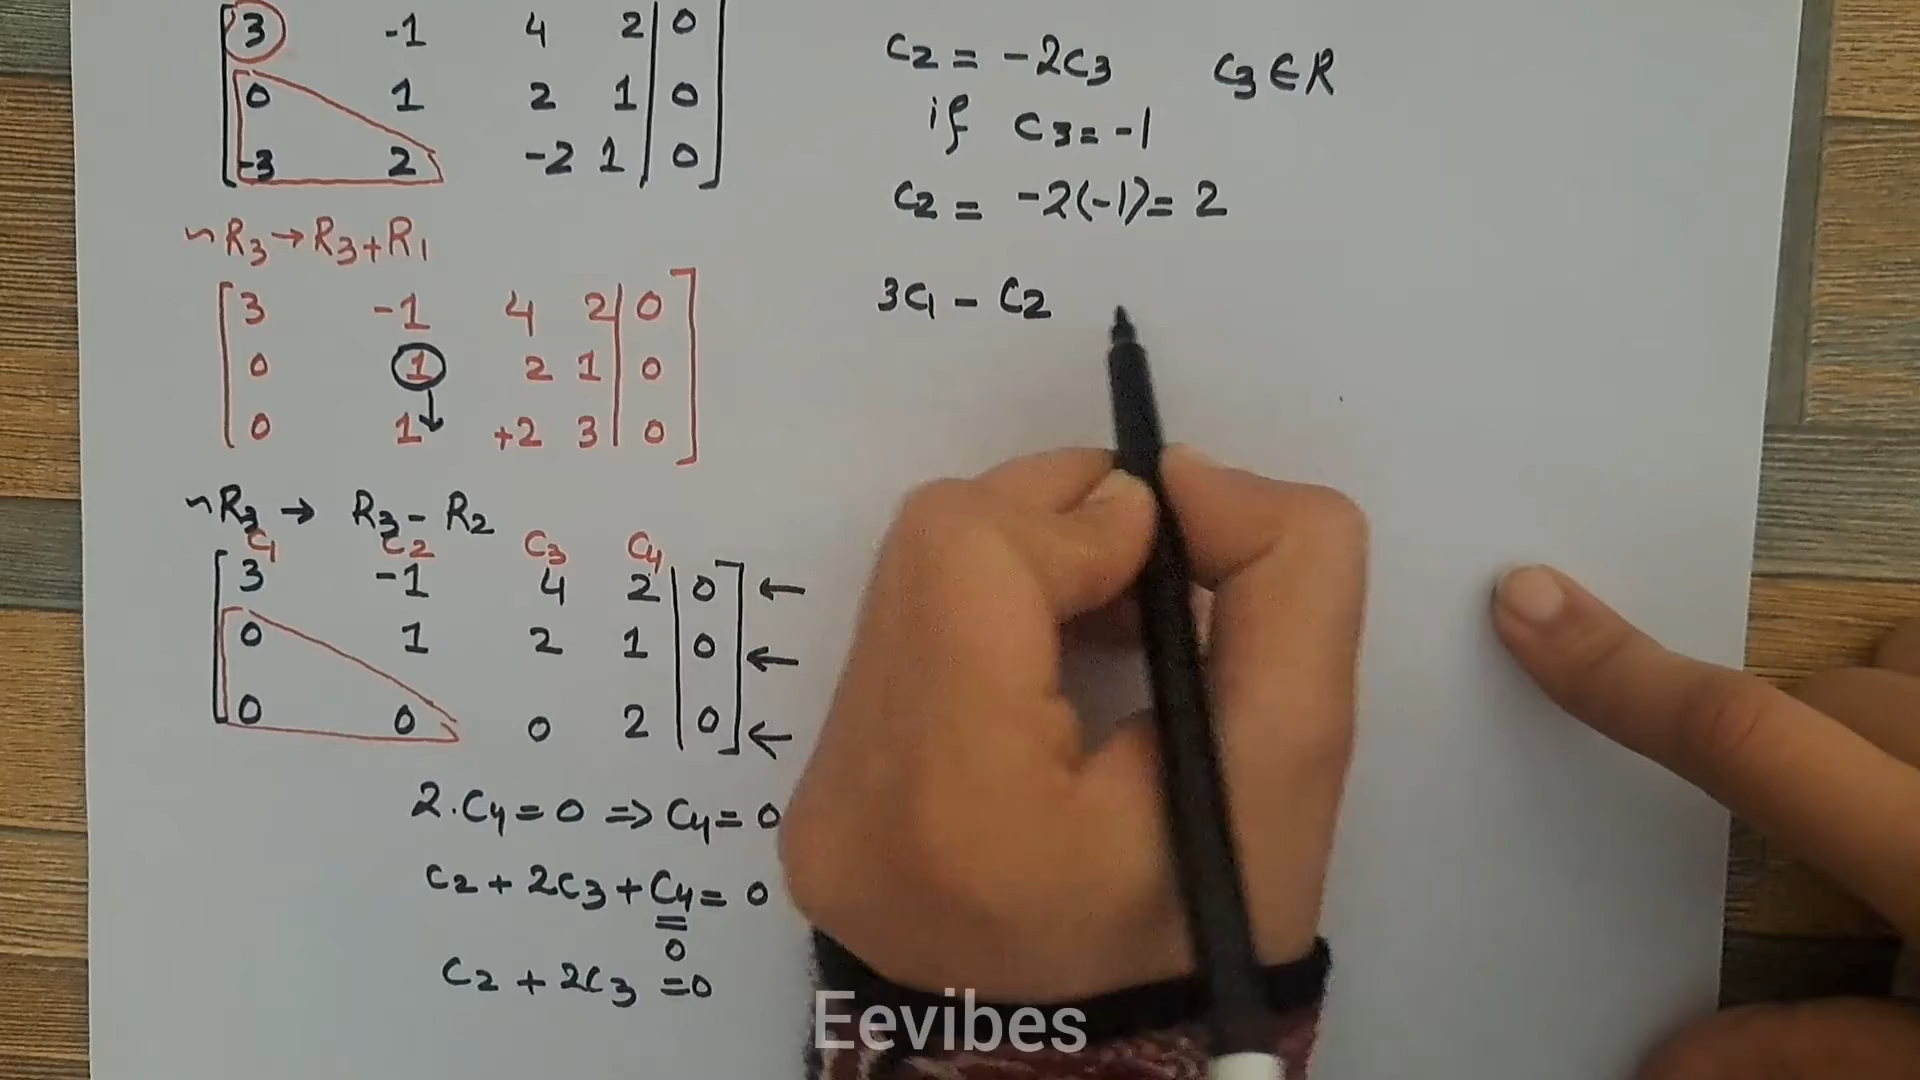 3 -1 4 2 | 0
0 1 2 1 | 0
-3 2 -2 1 | 0
~R3→R3+R1
3 -1 4 2 | 0
0 1 2 1 | 0
0 1 +2 3 | 0
~R3 → R3-R2
C1 C2 C3 C4
3 -1 4 2 | 0 ←
0 1 2 1 | 0 ←
0 0 0 2 | 0 ←
2.C4=0 => C4=0
C2+2C3+C4=0
0
C2+2C3=0
C2=-2C3 C3∈R
if C3=-1
C2=-2(-1)=2
3C1-C2
Eevibes